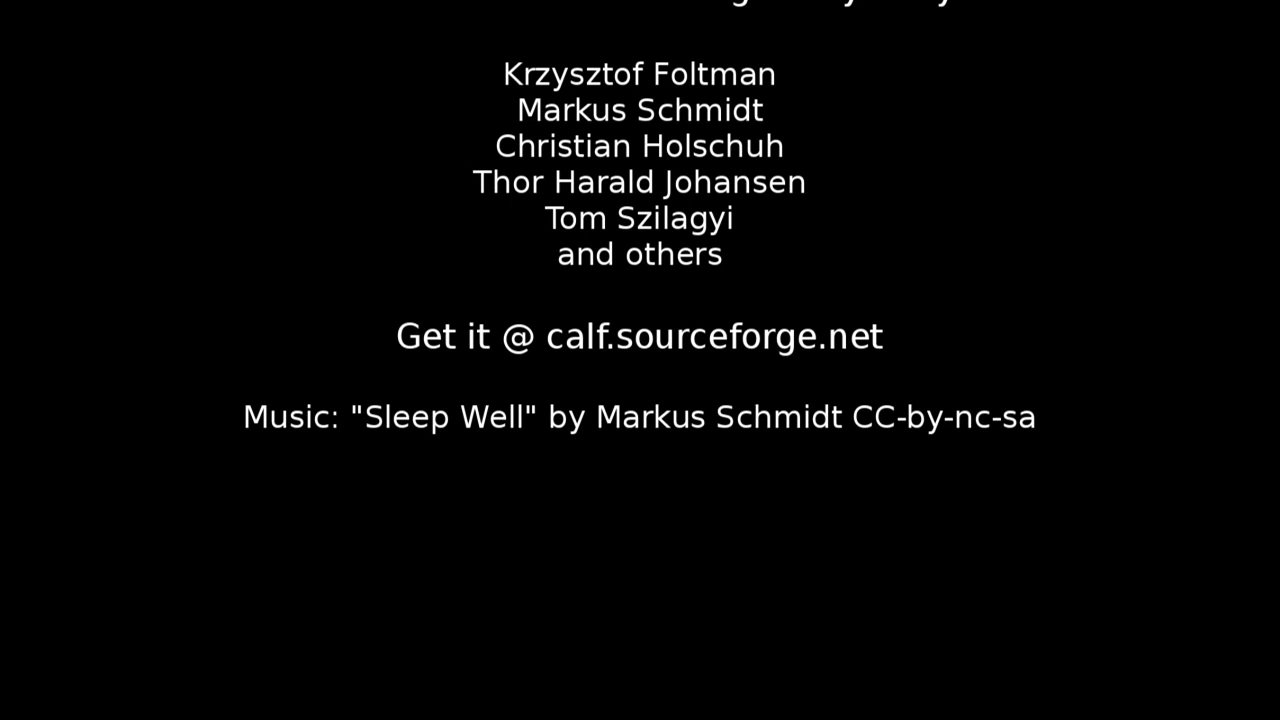 Krzysztof Foltman
Markus Schmidt
Christian Holschuh
Thor Harald Johansen
Tom Szilagyi
and others
Get it @ calf.sourceforge.net
Music: "Sleep Well" by Markus Schmidt CC-by-nc-sa